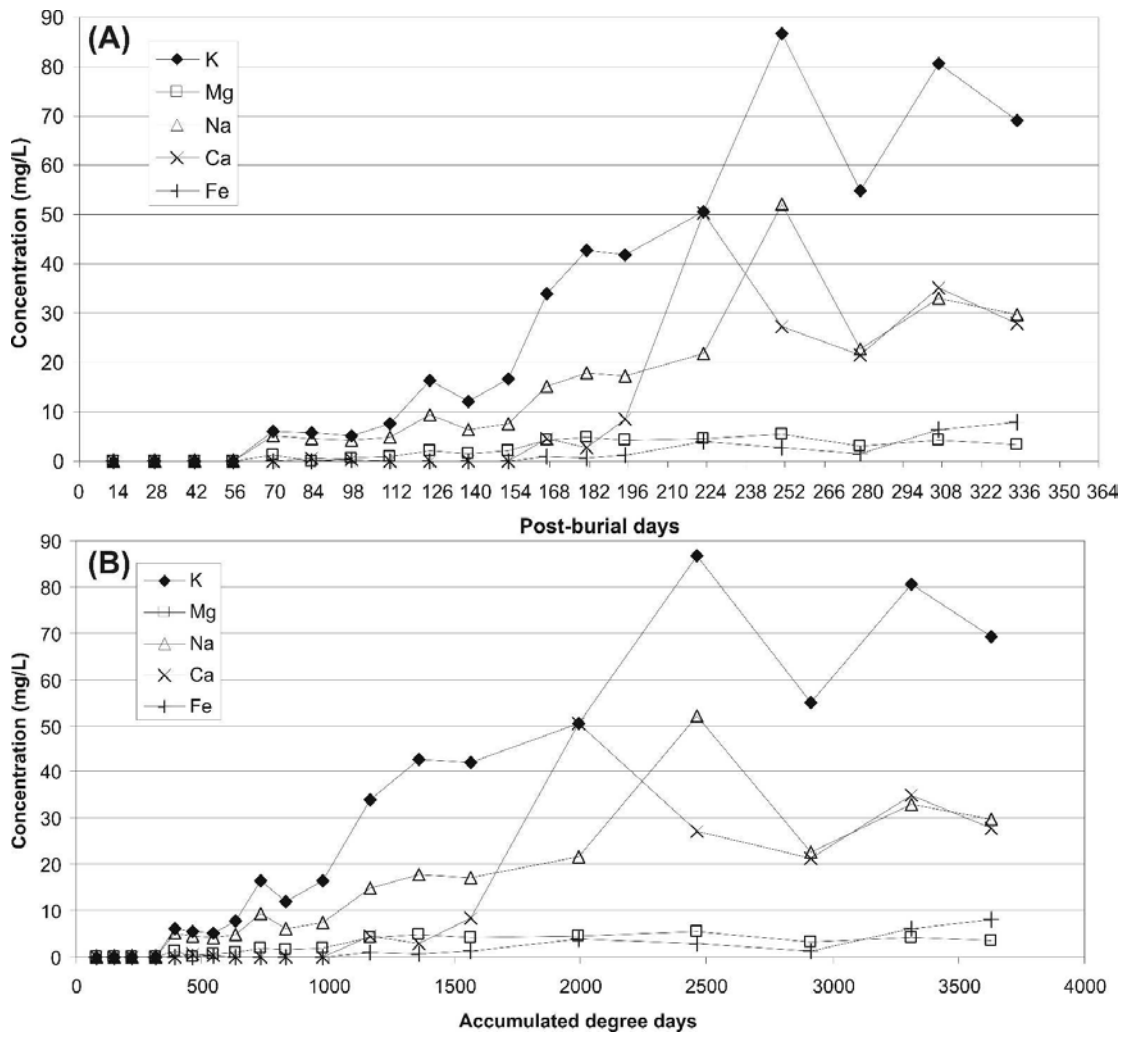 (A)
K
Mg
Na
Ca
Fe
90
80
70
60
50
40
30
20
10
0
Concentration (mg/L)
0 14 28 42 56 70 84 98 112 126 140 154 168 182 196 210 224 238 252 266 280 294 308 322 336 350 364
Post-burial days
(B)
K
Mg
Na
Ca
Fe
90
80
70
60
50
40
30
20
10
0
Concentration (mg/L)
0 500 1000 1500 2000 2500 3000 3500 4000
Accumulated degree days